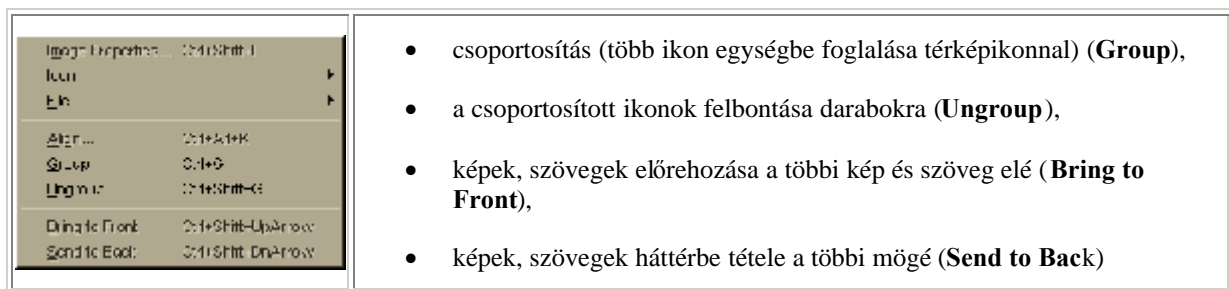 Image Properties... Ctrl+Shift+I
Icon
File
Align... Ctrl+Alt+K
Group Ctrl+G
Ungroup Ctrl+Shift+G
Bring to Front Ctrl+Shift+UpArrow
Send to Back Ctrl+Shift+DnArrow
• csoportosítás (több ikon egységbe foglalása térképikonnal) (Group),
• a csoportosított ikonok felbontása darabokra (Ungroup),
• képek, szövegek előrehozása a többi kép és szöveg elé (Bring to
Front),
• képek, szövegek háttérbe tétele a többi mögé (Send to Back)